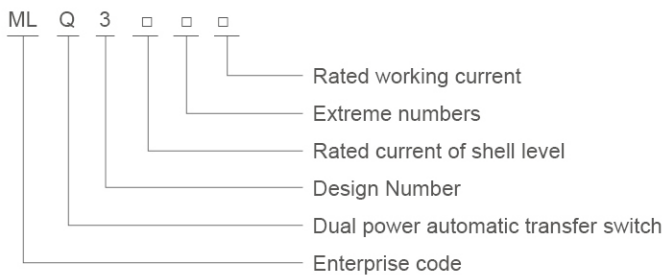 ML Q 3 □ □ □
Rated working current
Extreme numbers
Rated current of shell level
Design Number
Dual power automatic transfer switch
Enterprise code